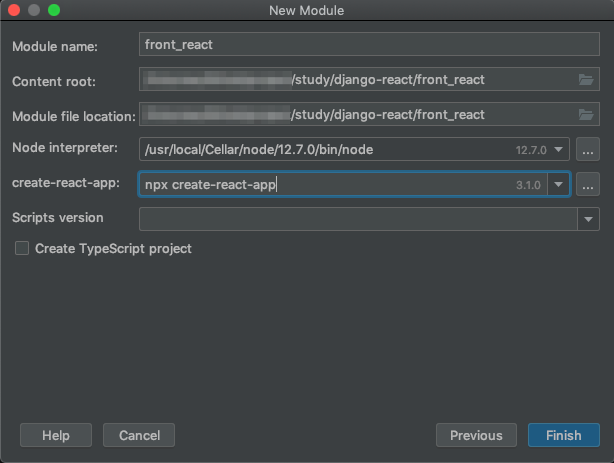 New Module
Module name: front_react
Content root: /study/django-react/front_react
Module file location: /study/django-react/front_react
Node interpreter: /usr/local/Cellar/node/12.7.0/bin/node 12.7.0 ...
create-react-app: npx create-react-app 3.1.0 ...
Scripts version
Create TypeScript project
Help Cancel Previous Finish